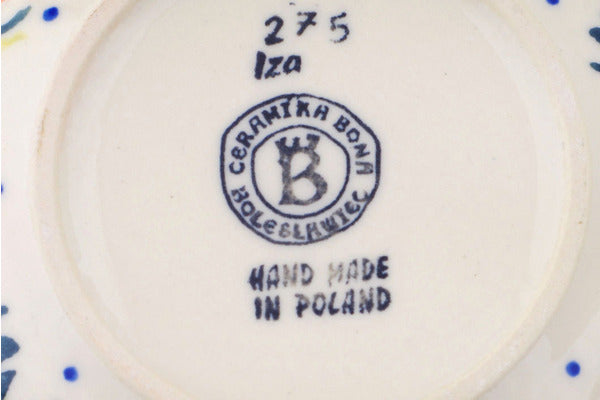 275
Iza
CERAMIKA BONA
B
BOLESŁAWIEC
HAND MADE
IN POLAND